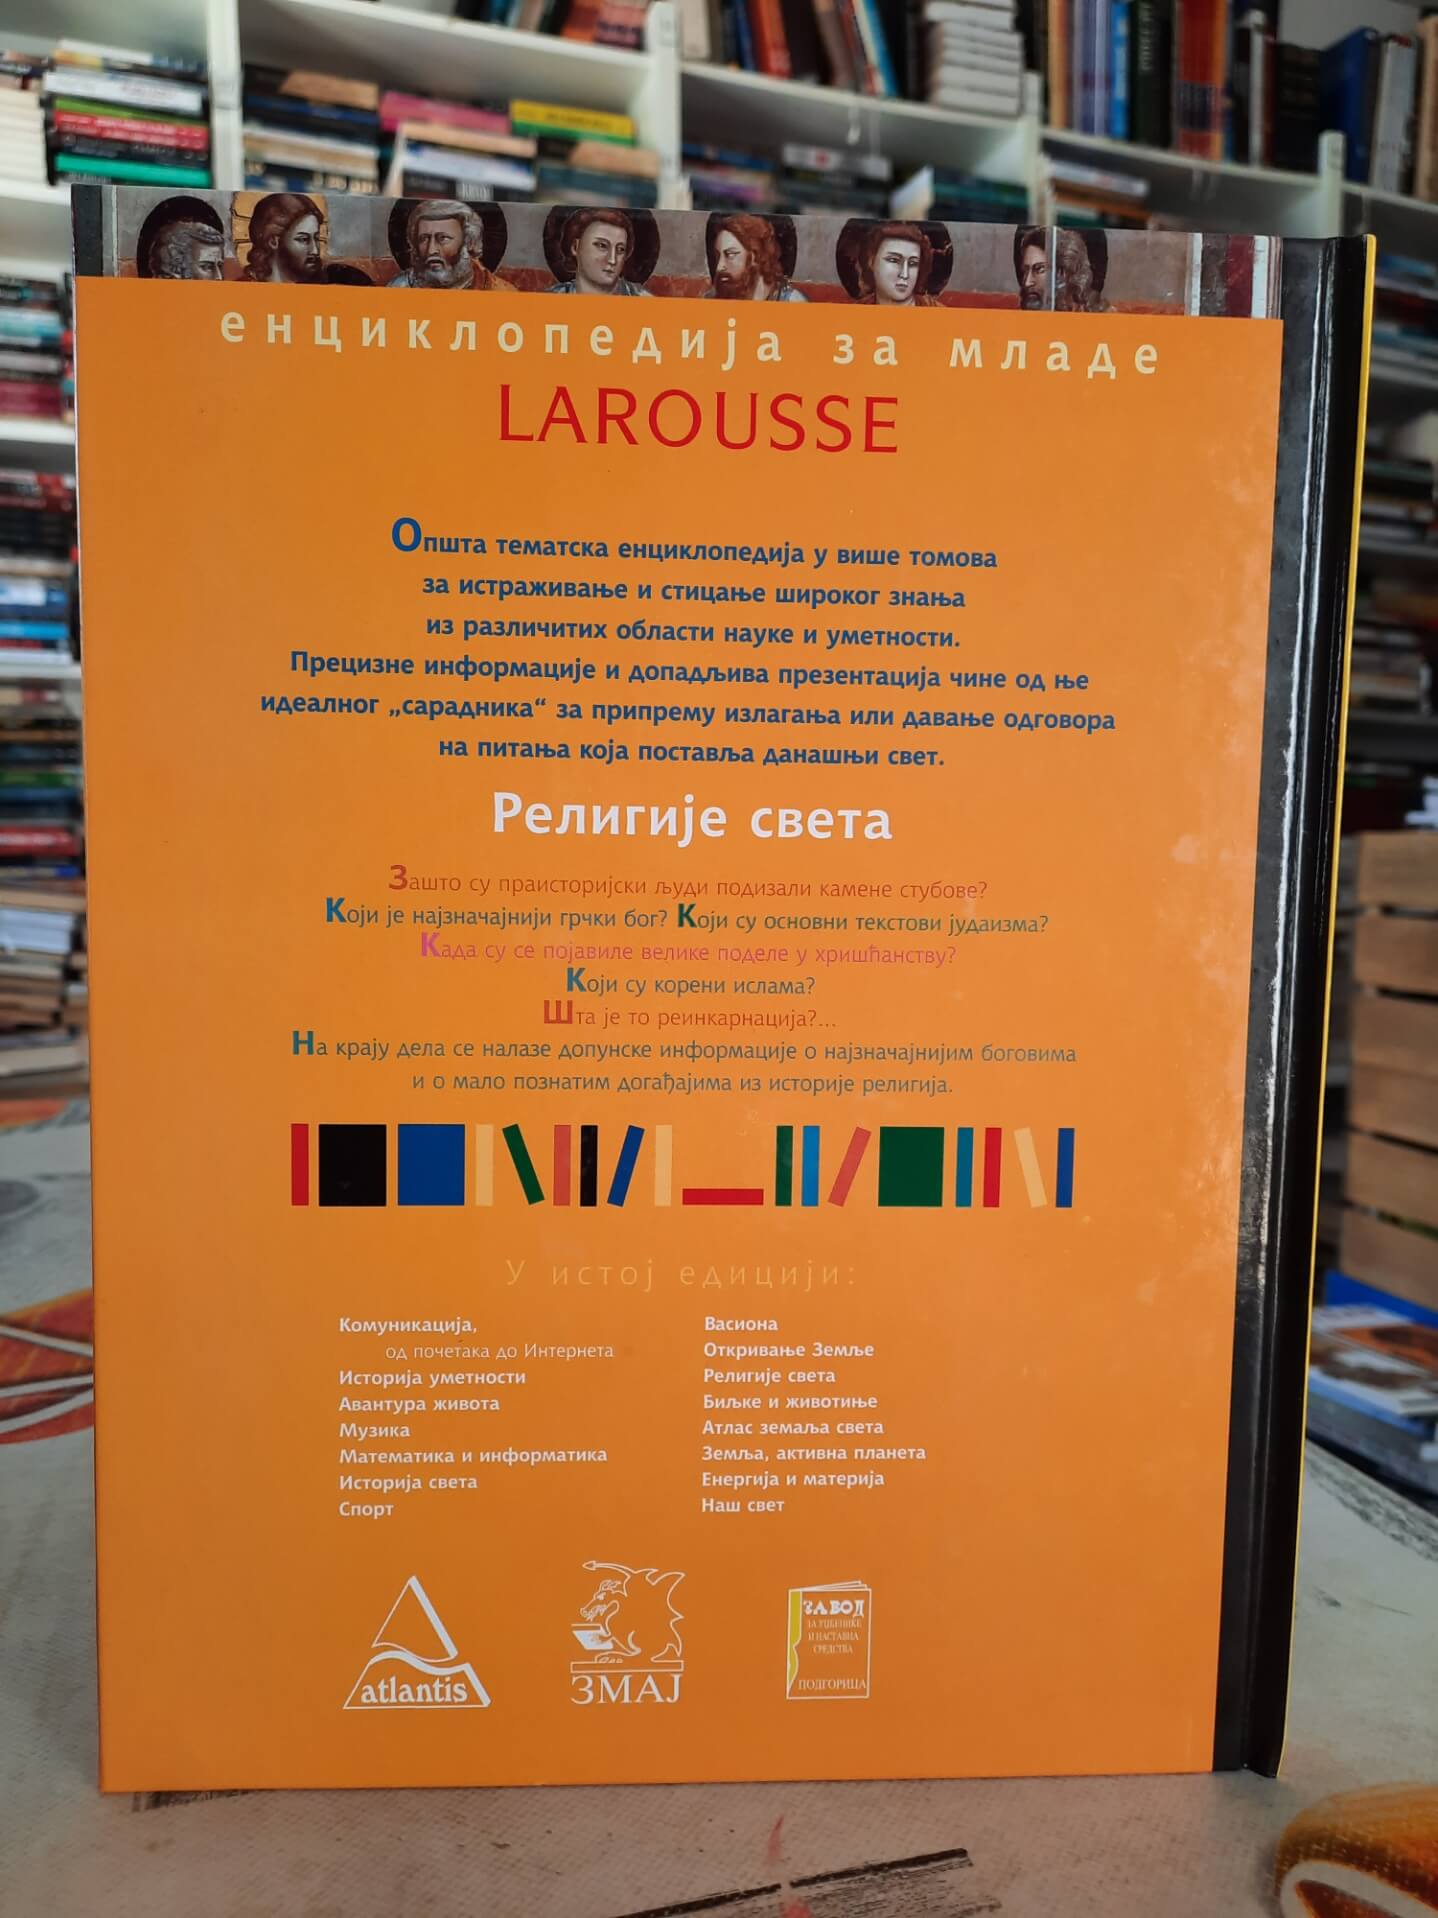 енциклопедија за младе
LAROUSSE
Општа тематска енциклопедија у више томова
за истраживање и стицање широког знања
из различитих области науке и уметности.
Прецизне информације и допадљива презентација чине од ње
идеалног „сарадника“ за припрему излагања или давање одговора
на питања која поставља данашњи свет.
Религије света
Зашто су праисторијски људи подизали камене стубове?
Који је најзначајнији грчки бог? Који су основни текстови јудаизма?
Када су се појавиле велике поделе у хришћанству?
Који су корени ислама?
Шта је то реинкарнација?...
На крају дела се налазе допунске информације о најзначајнијим боговима
и о мало познатим догађајима из историје религија.
У истој едицији:
Комуникација,
од почетака до Интернета
Историја уметности
Авантура живота
Музика
Математика и информатика
Историја света
Спорт
Васиона
Откривање Земље
Религије света
Биљке и животиње
Атлас земаља света
Земља, активна планета
Енергија и материја
Наш свет
atlantis
ЗМАЈ
ЗАВОД
ЗА УЏБЕНИКЕ
И НАСТАВНА
СРЕДСТВА
ПОДГОРИЦА